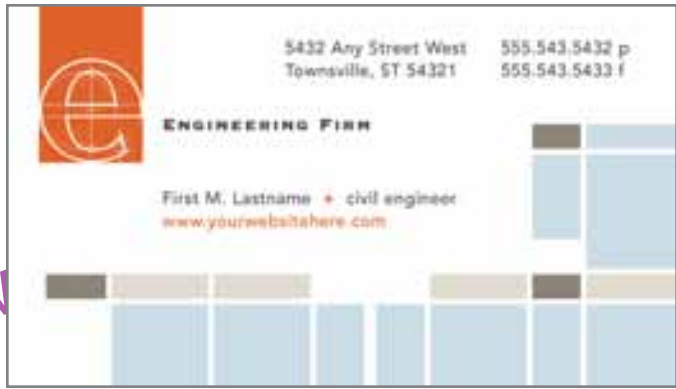 e
5432 Any Street West 555.543.5432 p
Townsville, ST 54321 555.543.5433 f
ENGINEERING FIRM
First M. Lastname • civil engineer
www.yourwebsitehere.com